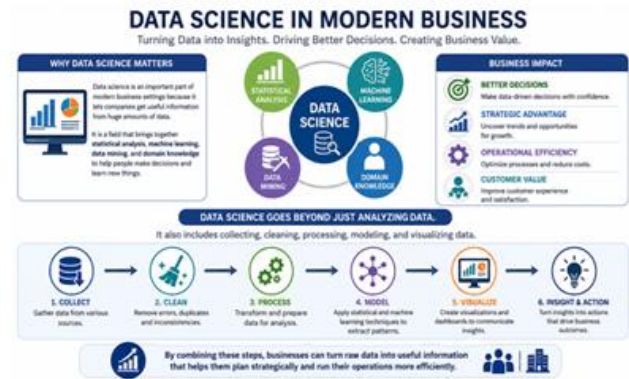 DATA SCIENCE IN MODERN BUSINESS
Turning Data into Insights. Driving Better Decisions. Creating Business Value.
WHY DATA SCIENCE MATTERS
Data science is an important part of
modern business settings because it
lets companies get useful information
from huge amounts of data.
It is a field that brings together
statistical analysis, machine learning,
data mining, and domain knowledge
to help people make decisions and
learn new things.
STATISTICAL
ANALYSIS
MACHINE
LEARNING
DATA
SCIENCE
DATA
MINING
DOMAIN
KNOWLEDGE
BUSINESS IMPACT
BETTER DECISIONS
Make data-driven decisions with confidence.
STRATEGIC ADVANTAGE
Uncover trends and opportunities
for growth.
OPERATIONAL EFFICIENCY
Optimize processes and reduce costs.
CUSTOMER VALUE
Improve customer experience
and satisfaction.
DATA SCIENCE GOES BEYOND JUST ANALYZING DATA.
It also includes collecting, cleaning, processing, modeling, and visualizing data.
1. COLLECT
Gather data from various
sources.
2. CLEAN
Remove errors, duplicates
and inconsistencies.
3. PROCESS
Transform and prepare
data for analysis.
4. MODEL
Apply statistical and machine
learning techniques to
extract patterns.
5. VISUALIZE
Create visualizations and
dashboards to communicate
insights.
6. INSIGHT & ACTION
Turn insights into actions
that drive business
outcomes.
By combining these steps, businesses can turn raw data into useful information
that helps them plan strategically and run their operations more efficiently.